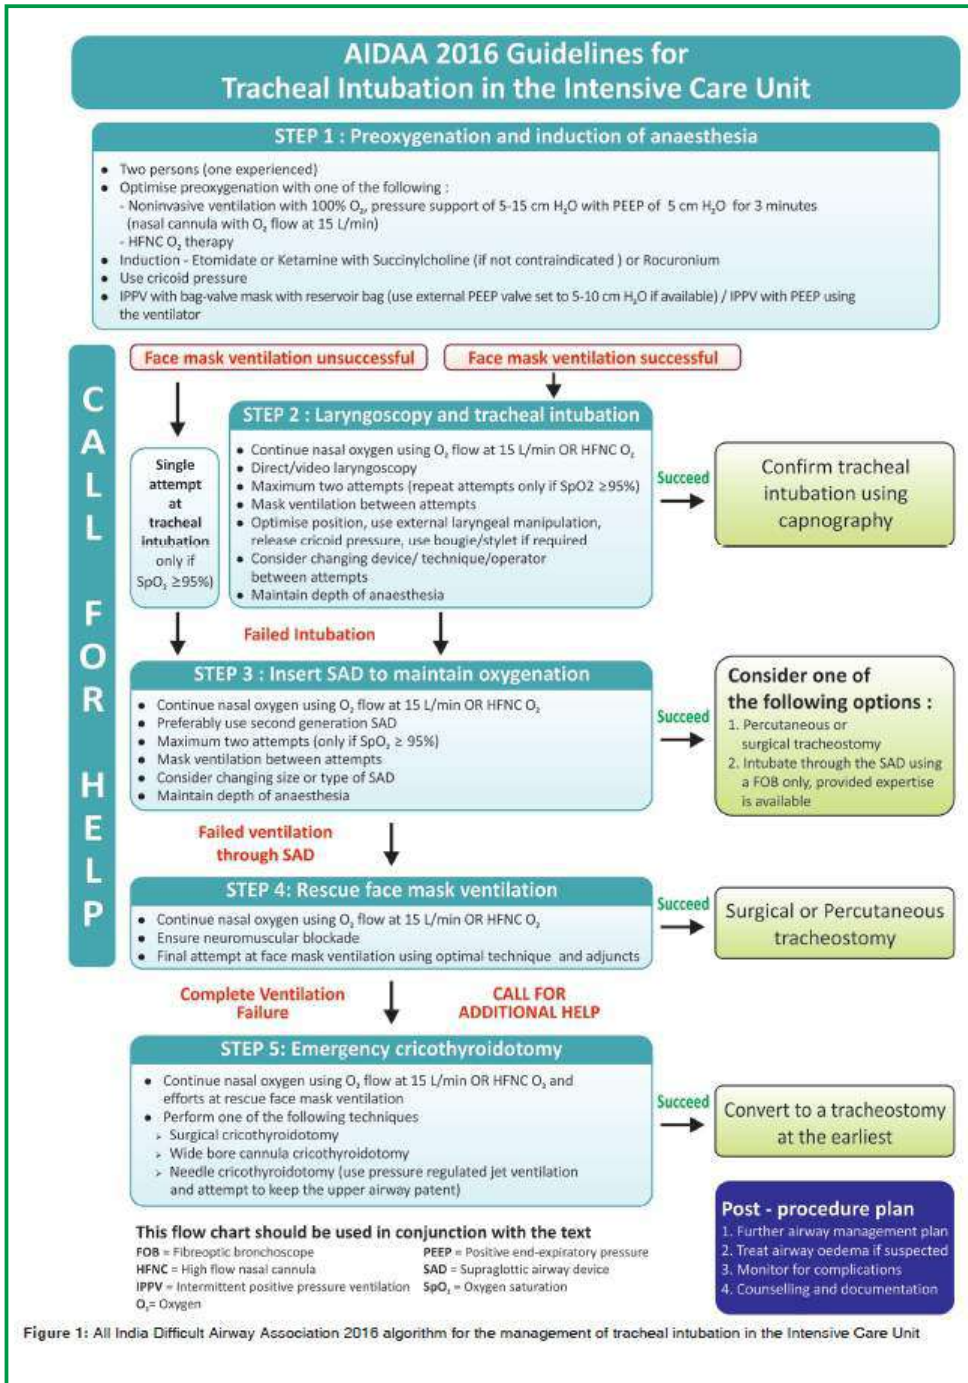 AIDAA 2016 Guidelines for
Tracheal Intubation in the Intensive Care Unit
STEP 1 : Preoxygenation and induction of anaesthesia
● Two persons (one experienced)
● Optimise preoxygenation with one of the following :
- Noninvasive ventilation with 100% O₂, pressure support of 5-15 cm H₂O with PEEP of 5 cm H₂O for 3 minutes
(nasal cannula with O₂ flow at 15 L/min)
- HFNC O₂ therapy
● Induction - Etomidate or Ketamine with Succinylcholine (if not contraindicated ) or Rocuronium
● Use cricoid pressure
● IPPV with bag-valve mask with reservoir bag (use external PEEP valve set to 5-10 cm H₂O if available) / IPPV with PEEP using
the ventilator
CALL FOR HELP
Face mask ventilation unsuccessful
Face mask ventilation successful
Single
attempt
at
tracheal
intubation
only if
SpO₂ ≥95%)
STEP 2 : Laryngoscopy and tracheal intubation
● Continue nasal oxygen using O₂ flow at 15 L/min OR HFNC O₂
● Direct/video laryngoscopy
● Maximum two attempts (repeat attempts only if SpO2 ≥95%)
● Mask ventilation between attempts
● Optimise position, use external laryngeal manipulation,
release cricoid pressure, use bougie/stylet if required
● Consider changing device/ technique/operator
between attempts
● Maintain depth of anaesthesia
Succeed
Confirm tracheal
intubation using
capnography
Failed Intubation
STEP 3 : Insert SAD to maintain oxygenation
● Continue nasal oxygen using O₂ flow at 15 L/min OR HFNC O₂
● Preferably use second generation SAD
● Maximum two attempts (only if SpO₂ ≥ 95%)
● Mask ventilation between attempts
● Consider changing size or type of SAD
● Maintain depth of anaesthesia
Succeed
Consider one of
the following options :
1. Percutaneous or
surgical tracheostomy
2. Intubate through the SAD using
a FOB only, provided expertise
is available
Failed ventilation
through SAD
STEP 4: Rescue face mask ventilation
● Continue nasal oxygen using O₂ flow at 15 L/min OR HFNC O₂
● Ensure neuromuscular blockade
● Final attempt at face mask ventilation using optimal technique and adjuncts
Succeed
Surgical or Percutaneous
tracheostomy
Complete Ventilation
Failure
CALL FOR
ADDITIONAL HELP
STEP 5: Emergency cricothyroidotomy
● Continue nasal oxygen using O₂ flow at 15 L/min OR HFNC O₂ and
efforts at rescue face mask ventilation
● Perform one of the following techniques
➢ Surgical cricothyroidotomy
➢ Wide bore cannula cricothyroidotomy
➢ Needle cricothyroidotomy (use pressure regulated jet ventilation
and attempt to keep the upper airway patent)
Succeed
Convert to a tracheostomy
at the earliest
Post - procedure plan
1. Further airway management plan
2. Treat airway oedema if suspected
3. Monitor for complications
4. Counselling and documentation
This flow chart should be used in conjunction with the text
FOB = Fibreoptic bronchoscope
HFNC = High flow nasal cannula
IPPV = Intermittent positive pressure ventilation
O₂= Oxygen
PEEP = Positive end-expiratory pressure
SAD = Supraglottic airway device
SpO₂ = Oxygen saturation
Figure 1: All India Difficult Airway Association 2016 algorithm for the management of tracheal intubation in the Intensive Care Unit